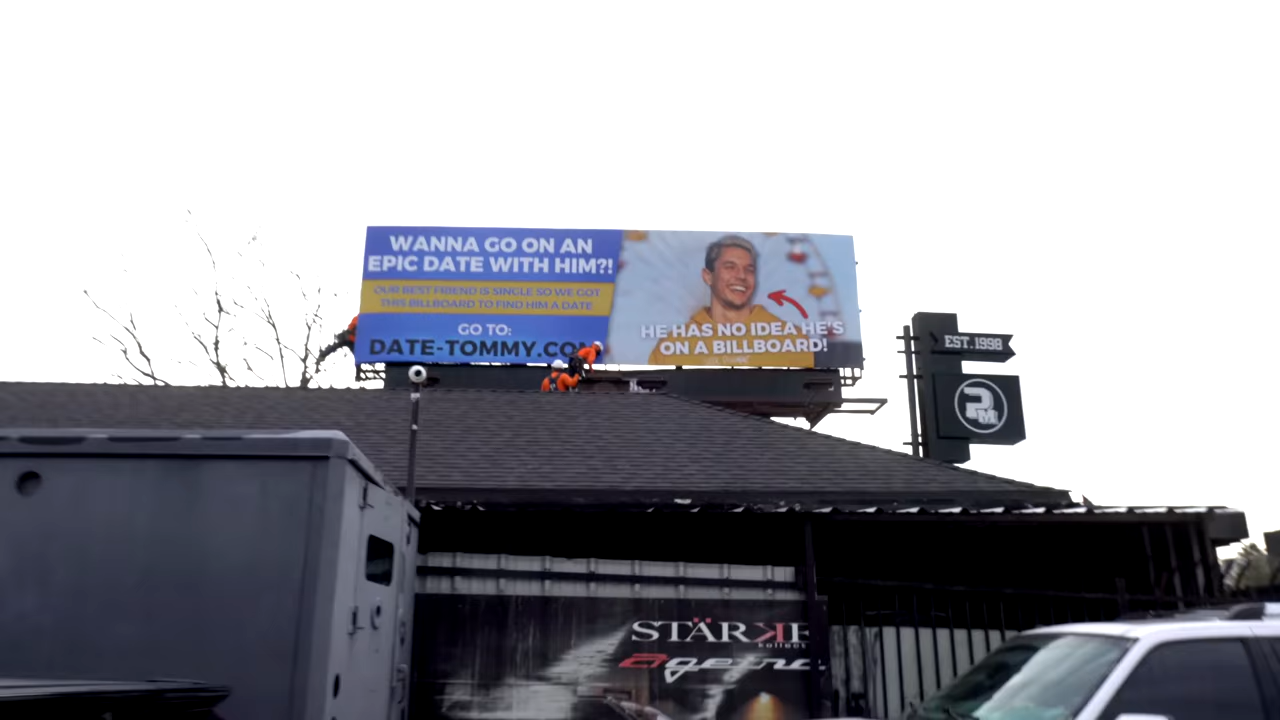 WANNA GO ON AN
EPIC DATE WITH HIM?!
OUR BEST FRIEND IS SINGLE SO WE GOT
THIS BILLBOARD TO FIND HIM A DATE
GO TO:
DATE-TOMMY.COM
HE HAS NO IDEA HE'S
ON A BILLBOARD!
EST. 1998
PM
STÄRKE